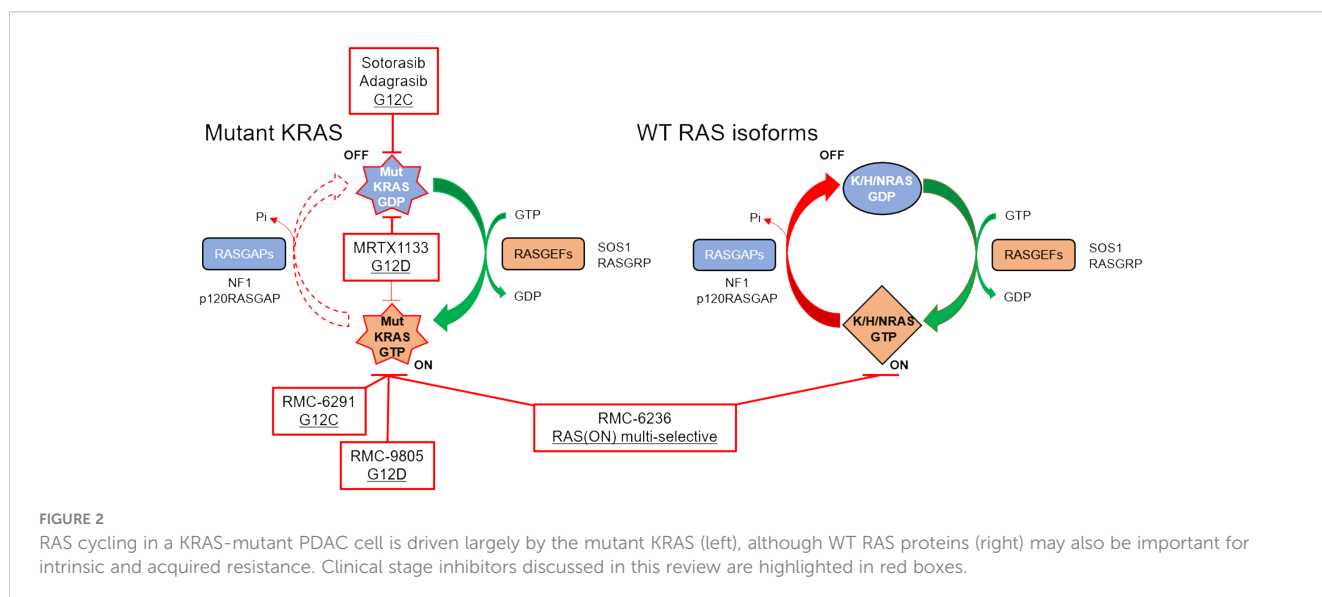 Sotorasib
Adagrasib
G12C
Mutant KRAS
WT RAS isoforms
OFF
Mut
KRAS
GDP
Pi
RASGAPs
NF1
p120RASGAP
MRTX1133
G12D
GTP
RASGEFs
SOS1
RASGRP
GDP
Mut
KRAS
GTP
ON
RMC-6291
G12C
RMC-9805
G12D
RMC-6236
RAS(ON) multi-selective
OFF
K/H/NRAS
GDP
Pi
RASGAPs
NF1
p120RASGAP
GTP
RASGEFs
SOS1
RASGRP
GDP
K/H/NRAS
GTP
ON
FIGURE 2
RAS cycling in a KRAS-mutant PDAC cell is driven largely by the mutant KRAS (left), although WT RAS proteins (right) may also be important for
intrinsic and acquired resistance. Clinical stage inhibitors discussed in this review are highlighted in red boxes.